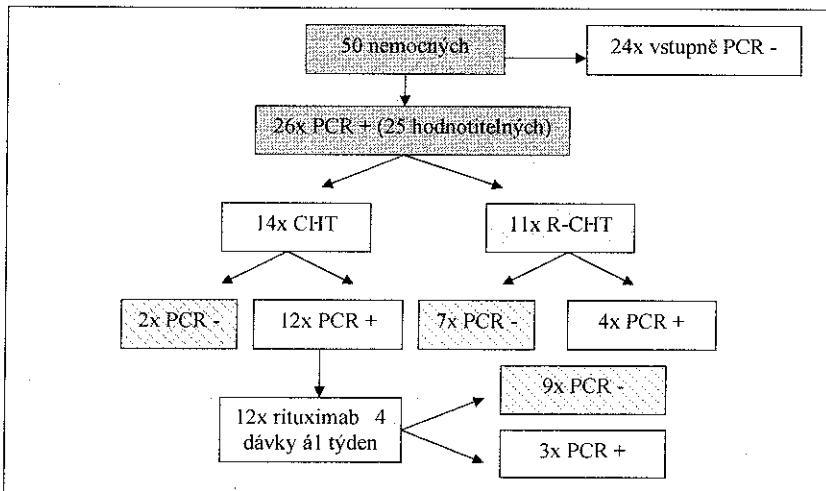 50 nemocných
24x vstupně PCR -
26x PCR + (25 hodnotitelných)
14x CHT
11x R-CHT
2x PCR -
12x PCR +
7x PCR -
4x PCR +
9x PCR -
12x rituximab 4
dávky á1 týden
3x PCR +